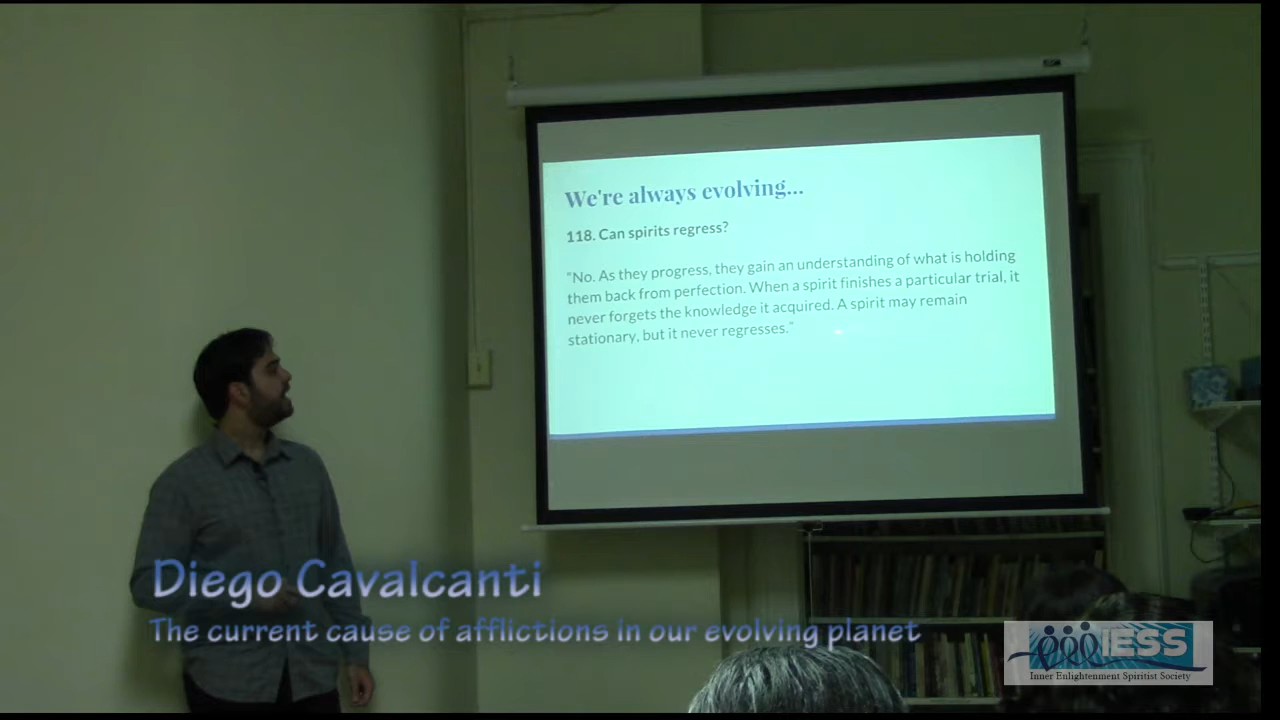 We're always evolving...
118. Can spirits regress?
"No. As they progress, they gain an understanding of what is holding
them back from perfection. When a spirit finishes a particular trial, it
never forgets the knowledge it acquired. A spirit may remain
stationary, but it never regresses."
Diego Cavalcanti
The current cause of afflictions in our evolving planet
IESS
Inner Enlightenment Spiritist Society